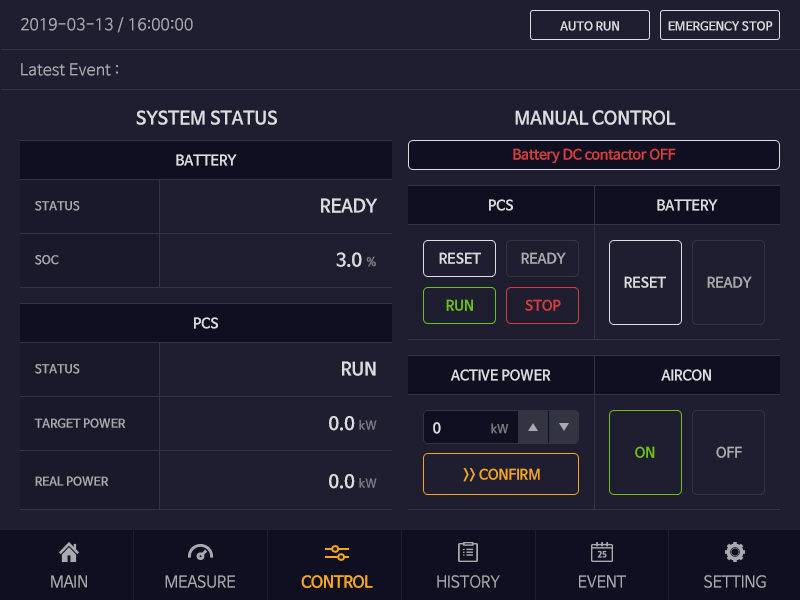 2019-03-13 / 16:00:00
AUTO RUN
EMERGENCY STOP
Latest Event :
SYSTEM STATUS
BATTERY
STATUS
READY
SOC
3.0 %
PCS
STATUS
RUN
TARGET POWER
0.0 kW
REAL POWER
0.0 kW
MANUAL CONTROL
Battery DC contactor OFF
PCS
BATTERY
RESET
READY
RUN
STOP
RESET
READY
ACTIVE POWER
AIRCON
0 kW
CONFIRM
ON
OFF
MAIN
MEASURE
CONTROL
HISTORY
25
EVENT
SETTING